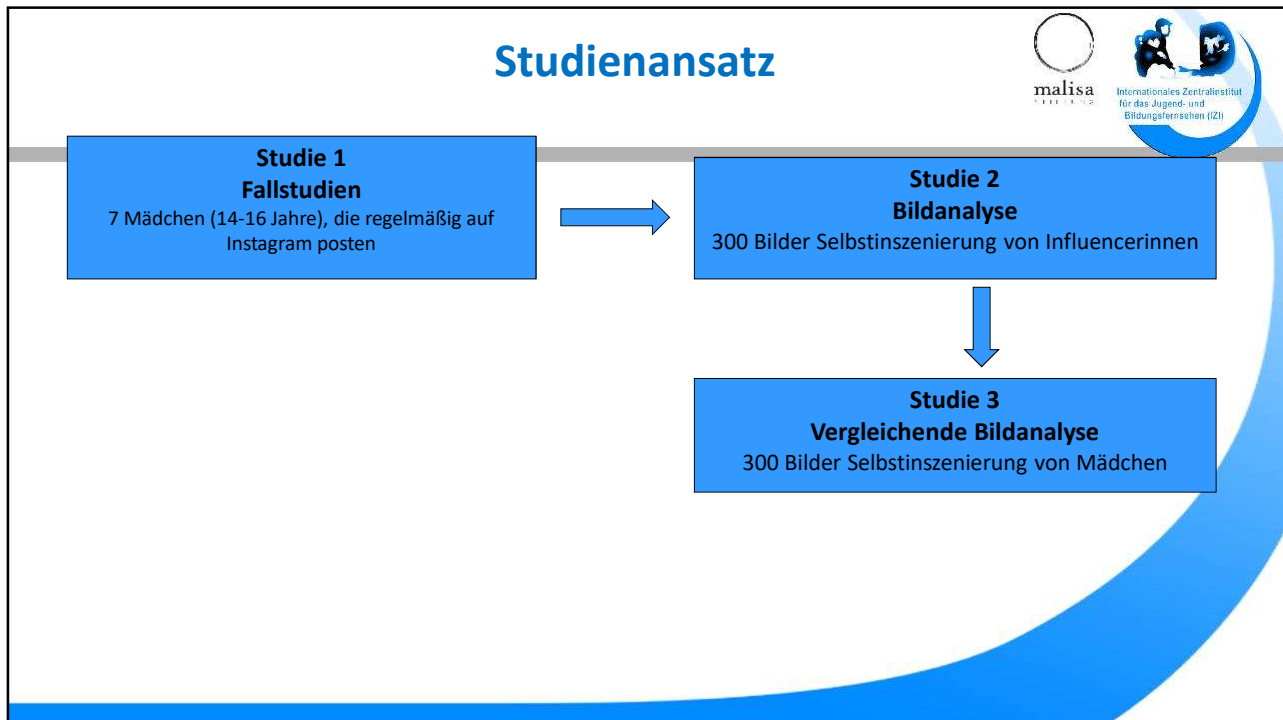 Studienansatz
malisa
STIFTUNG
Internationales Zentralinstitut
für das Jugend- und
Bildungsfernsehen (IZI)
Studie 1
Fallstudien
7 Mädchen (14-16 Jahre), die regelmäßig auf
Instagram posten
Studie 2
Bildanalyse
300 Bilder Selbstinszenierung von Influencerinnen
Studie 3
Vergleichende Bildanalyse
300 Bilder Selbstinszenierung von Mädchen